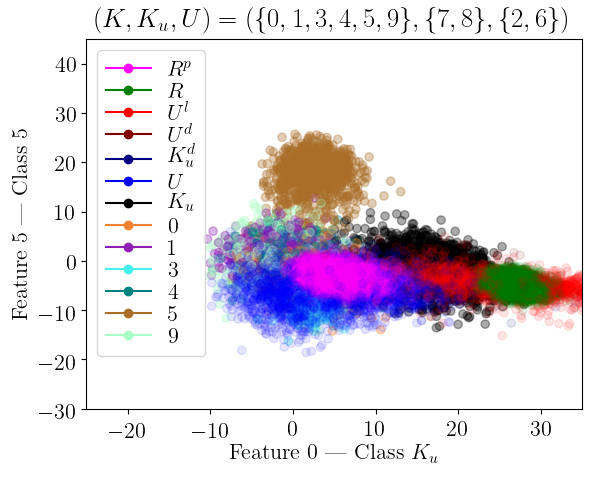 (K, K_u, U) = ({0, 1, 3, 4, 5, 9}, {7, 8}, {2, 6})
Feature 5 — Class 5
40
30
20
10
0
−10
−20
−30
R^p
R
U^l
U^d
K_u^d
U
K_u
0
1
3
4
5
9
−20 −10 0 10 20 30
Feature 0 — Class K_u